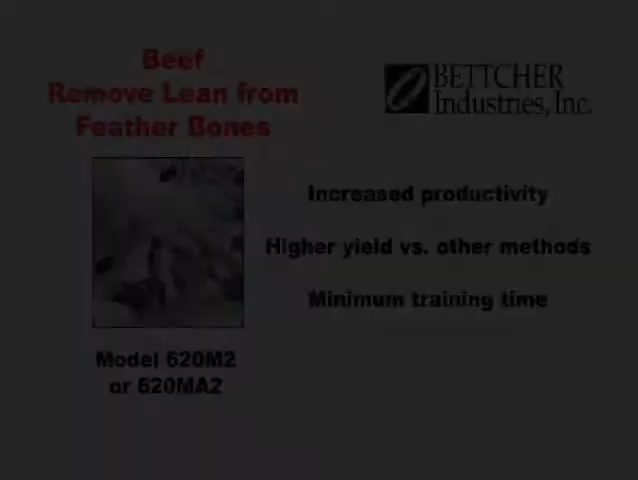 Beef
Remove Lean from
Feather Bones
BETTCHER
Industries, Inc.
Increased productivity
Higher yield vs. other methods
Minimum training time
Model 620M2
or 620MA2